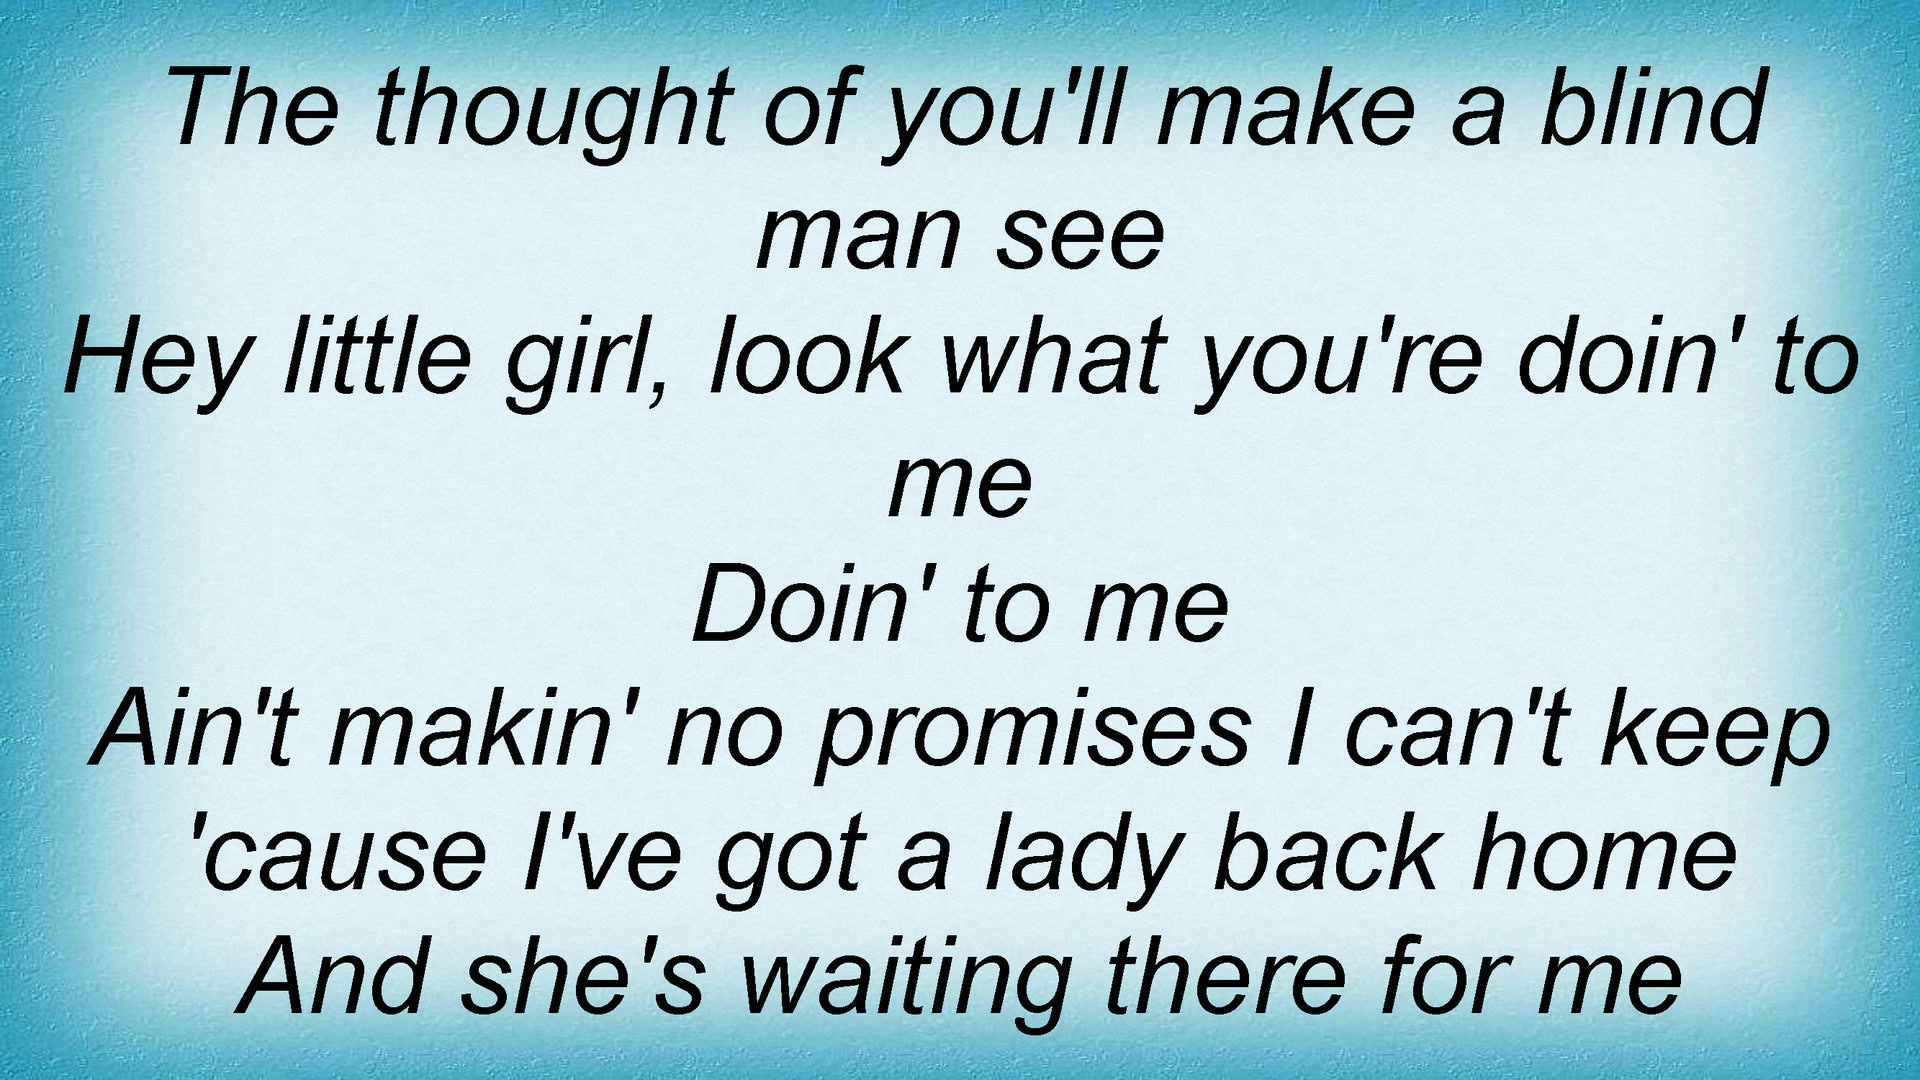 The thought of you'll make a blind
man see
Hey little girl, look what you're doin' to
me
Doin' to me
Ain't makin' no promises I can't keep
'cause I've got a lady back home
And she's waiting there for me